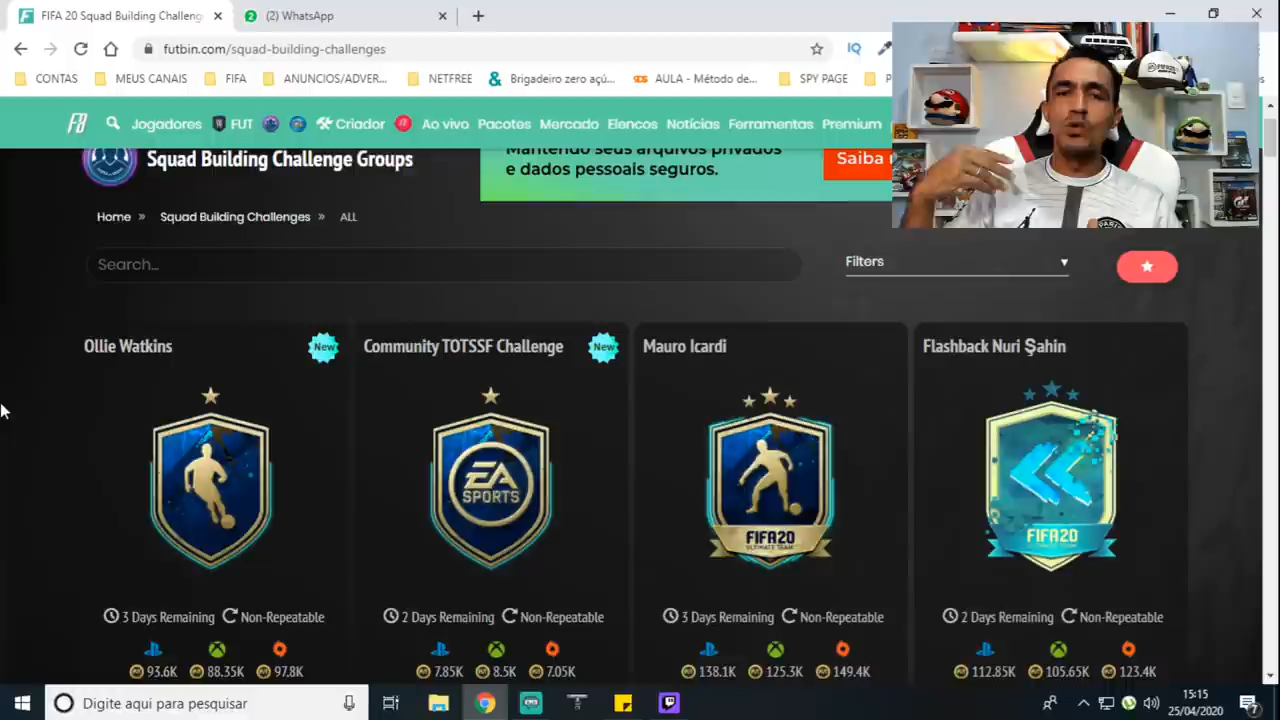 FIFA 20 Squad Building Challeng
(2) WhatsApp
futbin.com/squad-building-challenges
CONTAS
MEUS CANAIS
FIFA
ANUNCIOS/ADVER...
NETFREE
Brigadeiro zero açú...
AULA - Método de...
SPY PAGE
Jogadores
FUT
Ao vivo
Pacotes
Mercado
Elencos
Notícias
Ferramentas
Premium
Squad Building Challenge Groups
Mantendo seus arquivos privados
e dados pessoais seguros.
Saiba
Home »
Squad Building Challenges »
ALL
Search...
Filters
Ollie Watkins
New
Community TOTSSF Challenge
New
Mauro Icardi
Flashback Nuri Şahin
EA
SPORTS
FIFA20
ULTIMATE TEAM
FIFA20
ULTIMATE TEAM
3 Days Remaining
Non-Repeatable
2 Days Remaining
Non-Repeatable
3 Days Remaining
Non-Repeatable
2 Days Remaining
Non-Repeatable
93.6K
88.35K
97.8K
7.85K
8.5K
7.05K
138.1K
125.3K
149.4K
112.85K
105.65K
123.4K
Digite aqui para pesquisar
15:15
25/04/2020